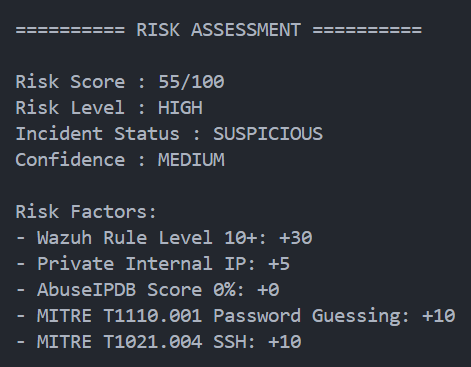 ========== RISK ASSESSMENT ==========
Risk Score : 55/100
Risk Level : HIGH
Incident Status : SUSPICIOUS
Confidence : MEDIUM
Risk Factors:
- Wazuh Rule Level 10+: +30
- Private Internal IP: +5
- AbuseIPDB Score 0%: +0
- MITRE T1110.001 Password Guessing: +10
- MITRE T1021.004 SSH: +10